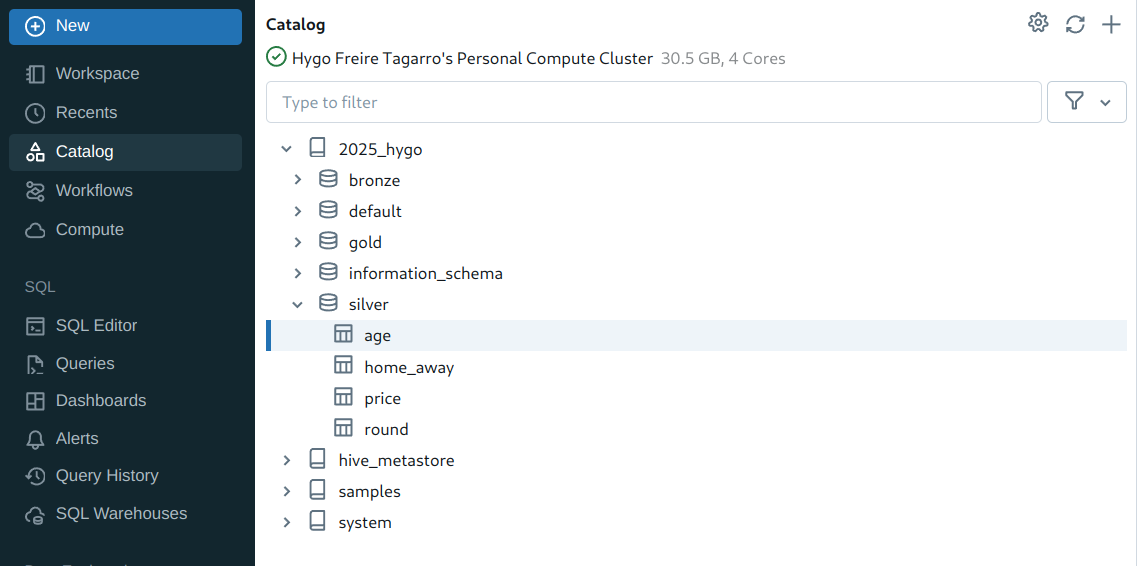 New
Workspace
Recents
Catalog
Workflows
Compute
SQL
SQL Editor
Queries
Dashboards
Alerts
Query History
SQL Warehouses
Catalog
Hygo Freire Tagarro's Personal Compute Cluster 30.5 GB, 4 Cores
Type to filter
2025_hygo
bronze
default
gold
information_schema
silver
age
home_away
price
round
hive_metastore
samples
system